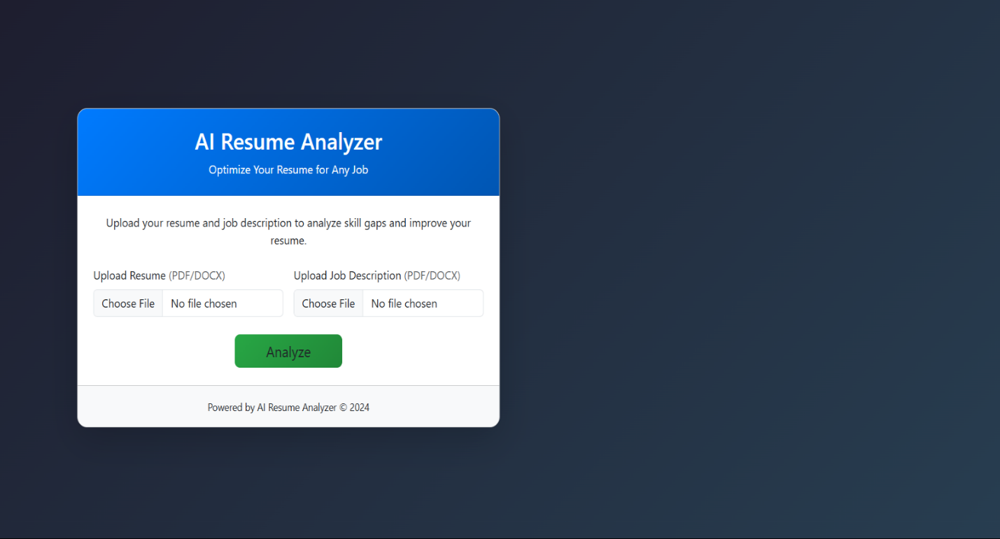 AI Resume Analyzer
Optimize Your Resume for Any Job
Upload your resume and job description to analyze skill gaps and improve your
resume.
Upload Resume (PDF/DOCX)
Upload Job Description (PDF/DOCX)
Choose File No file chosen
Choose File No file chosen
Analyze
Powered by AI Resume Analyzer © 2024